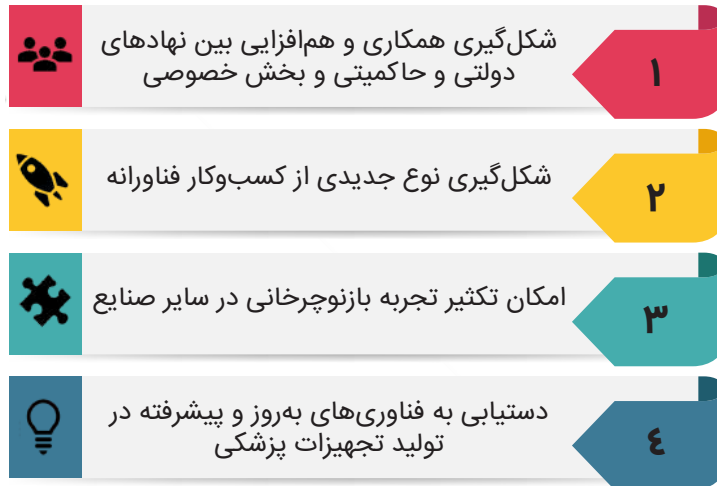 ۱
شکل‌گیری همکاری و هم‌افزایی بین نهادهای
دولتی و حاکمیتی و بخش خصوصی
۲
شکل‌گیری نوع جدیدی از کسب‌وکار فناورانه
۳
امکان تکثیر تجربه بازنوچرخانی در سایر صنایع
٤
دستیابی به فناوری‌های به‌روز و پیشرفته در
تولید تجهیزات پزشکی